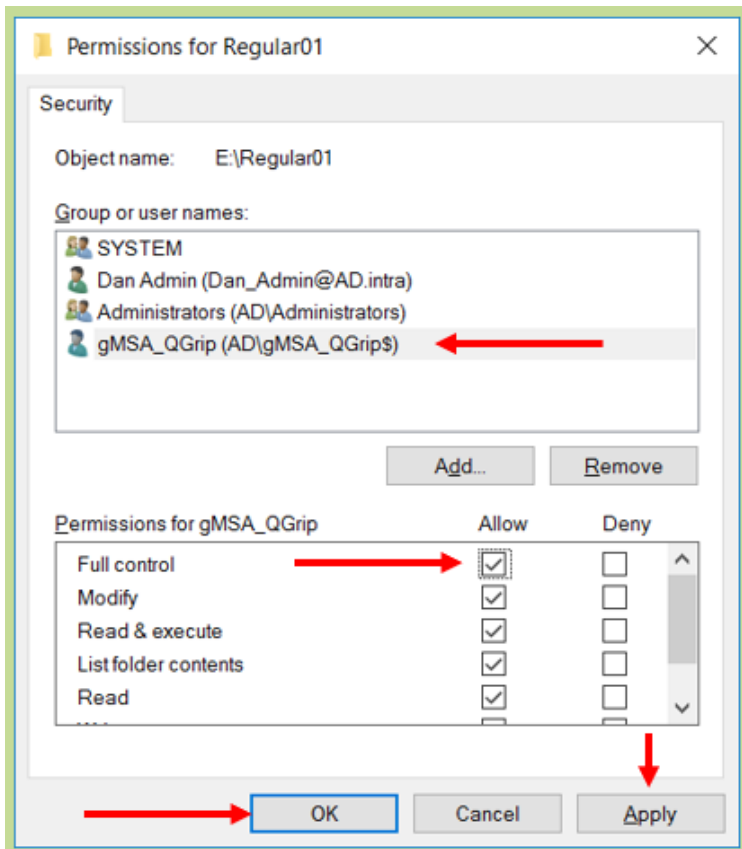 Permissions for Regular01
Security
Object name: E:\Regular01
Group or user names:
SYSTEM
Dan Admin (Dan_Admin@AD.intra)
Administrators (AD\Administrators)
gMSA_QGrip (AD\gMSA_QGrip$)
Add... Remove
Permissions for gMSA_QGrip Allow Deny
Full control
Modify
Read & execute
List folder contents
Read
OK Cancel Apply